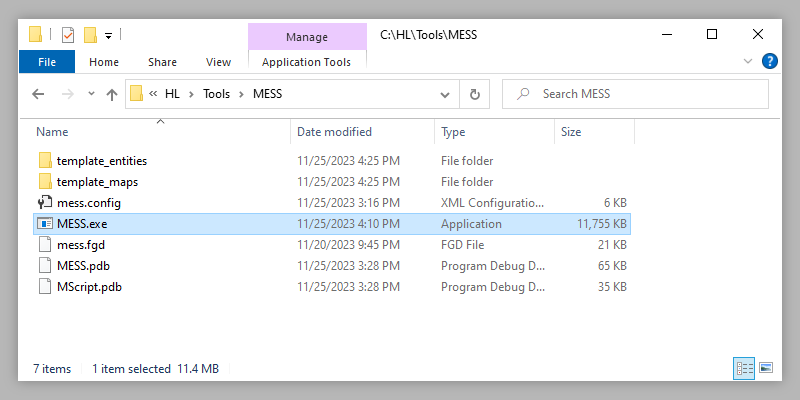 Manage C:\HL\Tools\MESS
File Home Share View Application Tools ?
« HL > Tools > MESS Search MESS
Name Date modified Type Size
template_entities 11/25/2023 4:25 PM File folder
template_maps 11/25/2023 4:25 PM File folder
mess.config 11/25/2023 3:16 PM XML Configuratio... 6 KB
MESS.exe 11/25/2023 4:10 PM Application 11,755 KB
mess.fgd 11/20/2023 9:45 PM FGD File 21 KB
MESS.pdb 11/25/2023 3:28 PM Program Debug D... 65 KB
MScript.pdb 11/25/2023 3:28 PM Program Debug D... 35 KB
7 items 1 item selected 11.4 MB